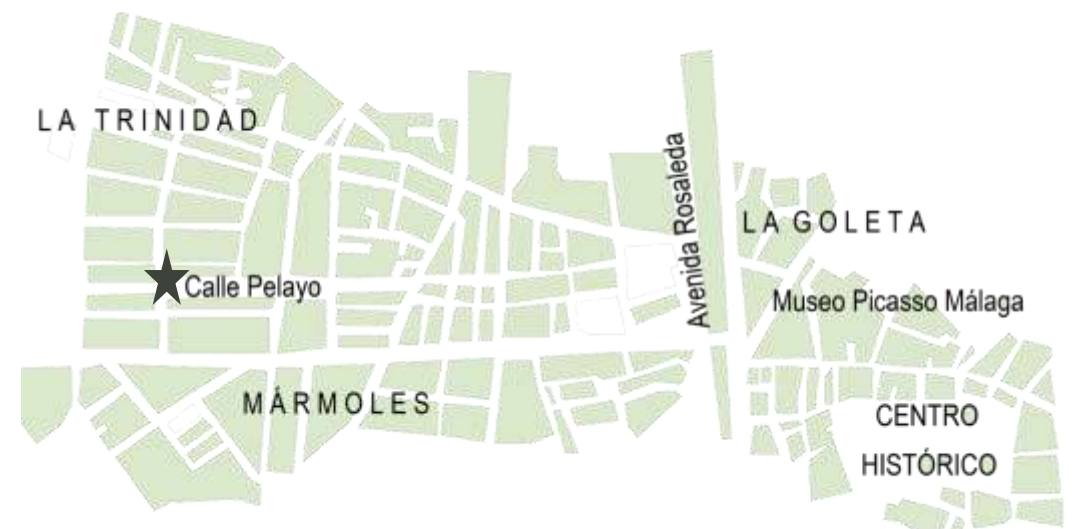 LA TRINIDAD
Avenida Rosaleda
LA GOLETA
Calle Pelayo
Museo Picasso Málaga
MÁRMOLES
CENTRO
HISTÓRICO